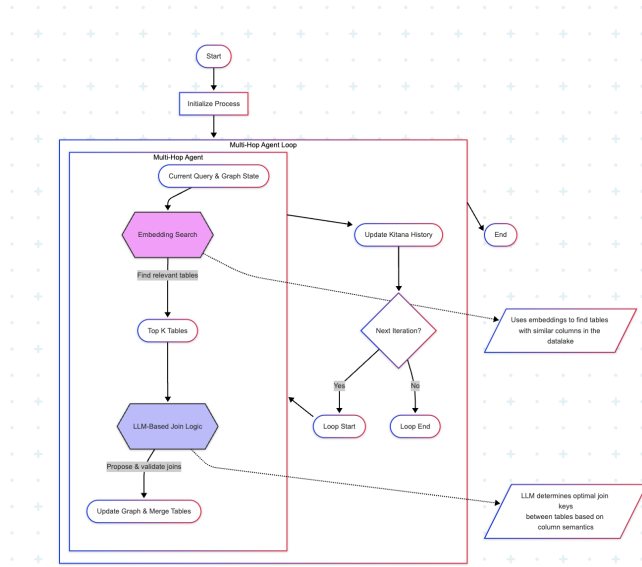 Start
Initialize Process
Multi-Hop Agent Loop
Multi-Hop Agent
Current Query & Graph State
Embedding Search
Update Kitana History
End
Find relevant tables
Uses embeddings to find tables
with similar columns in the
datalake
Top K Tables
Next Iteration?
Yes
No
LLM-Based Join Logic
Loop Start
Loop End
Propose & validate joins
Update Graph & Merge Tables
LLM determines optimal join
keys
between tables based on
column semantics